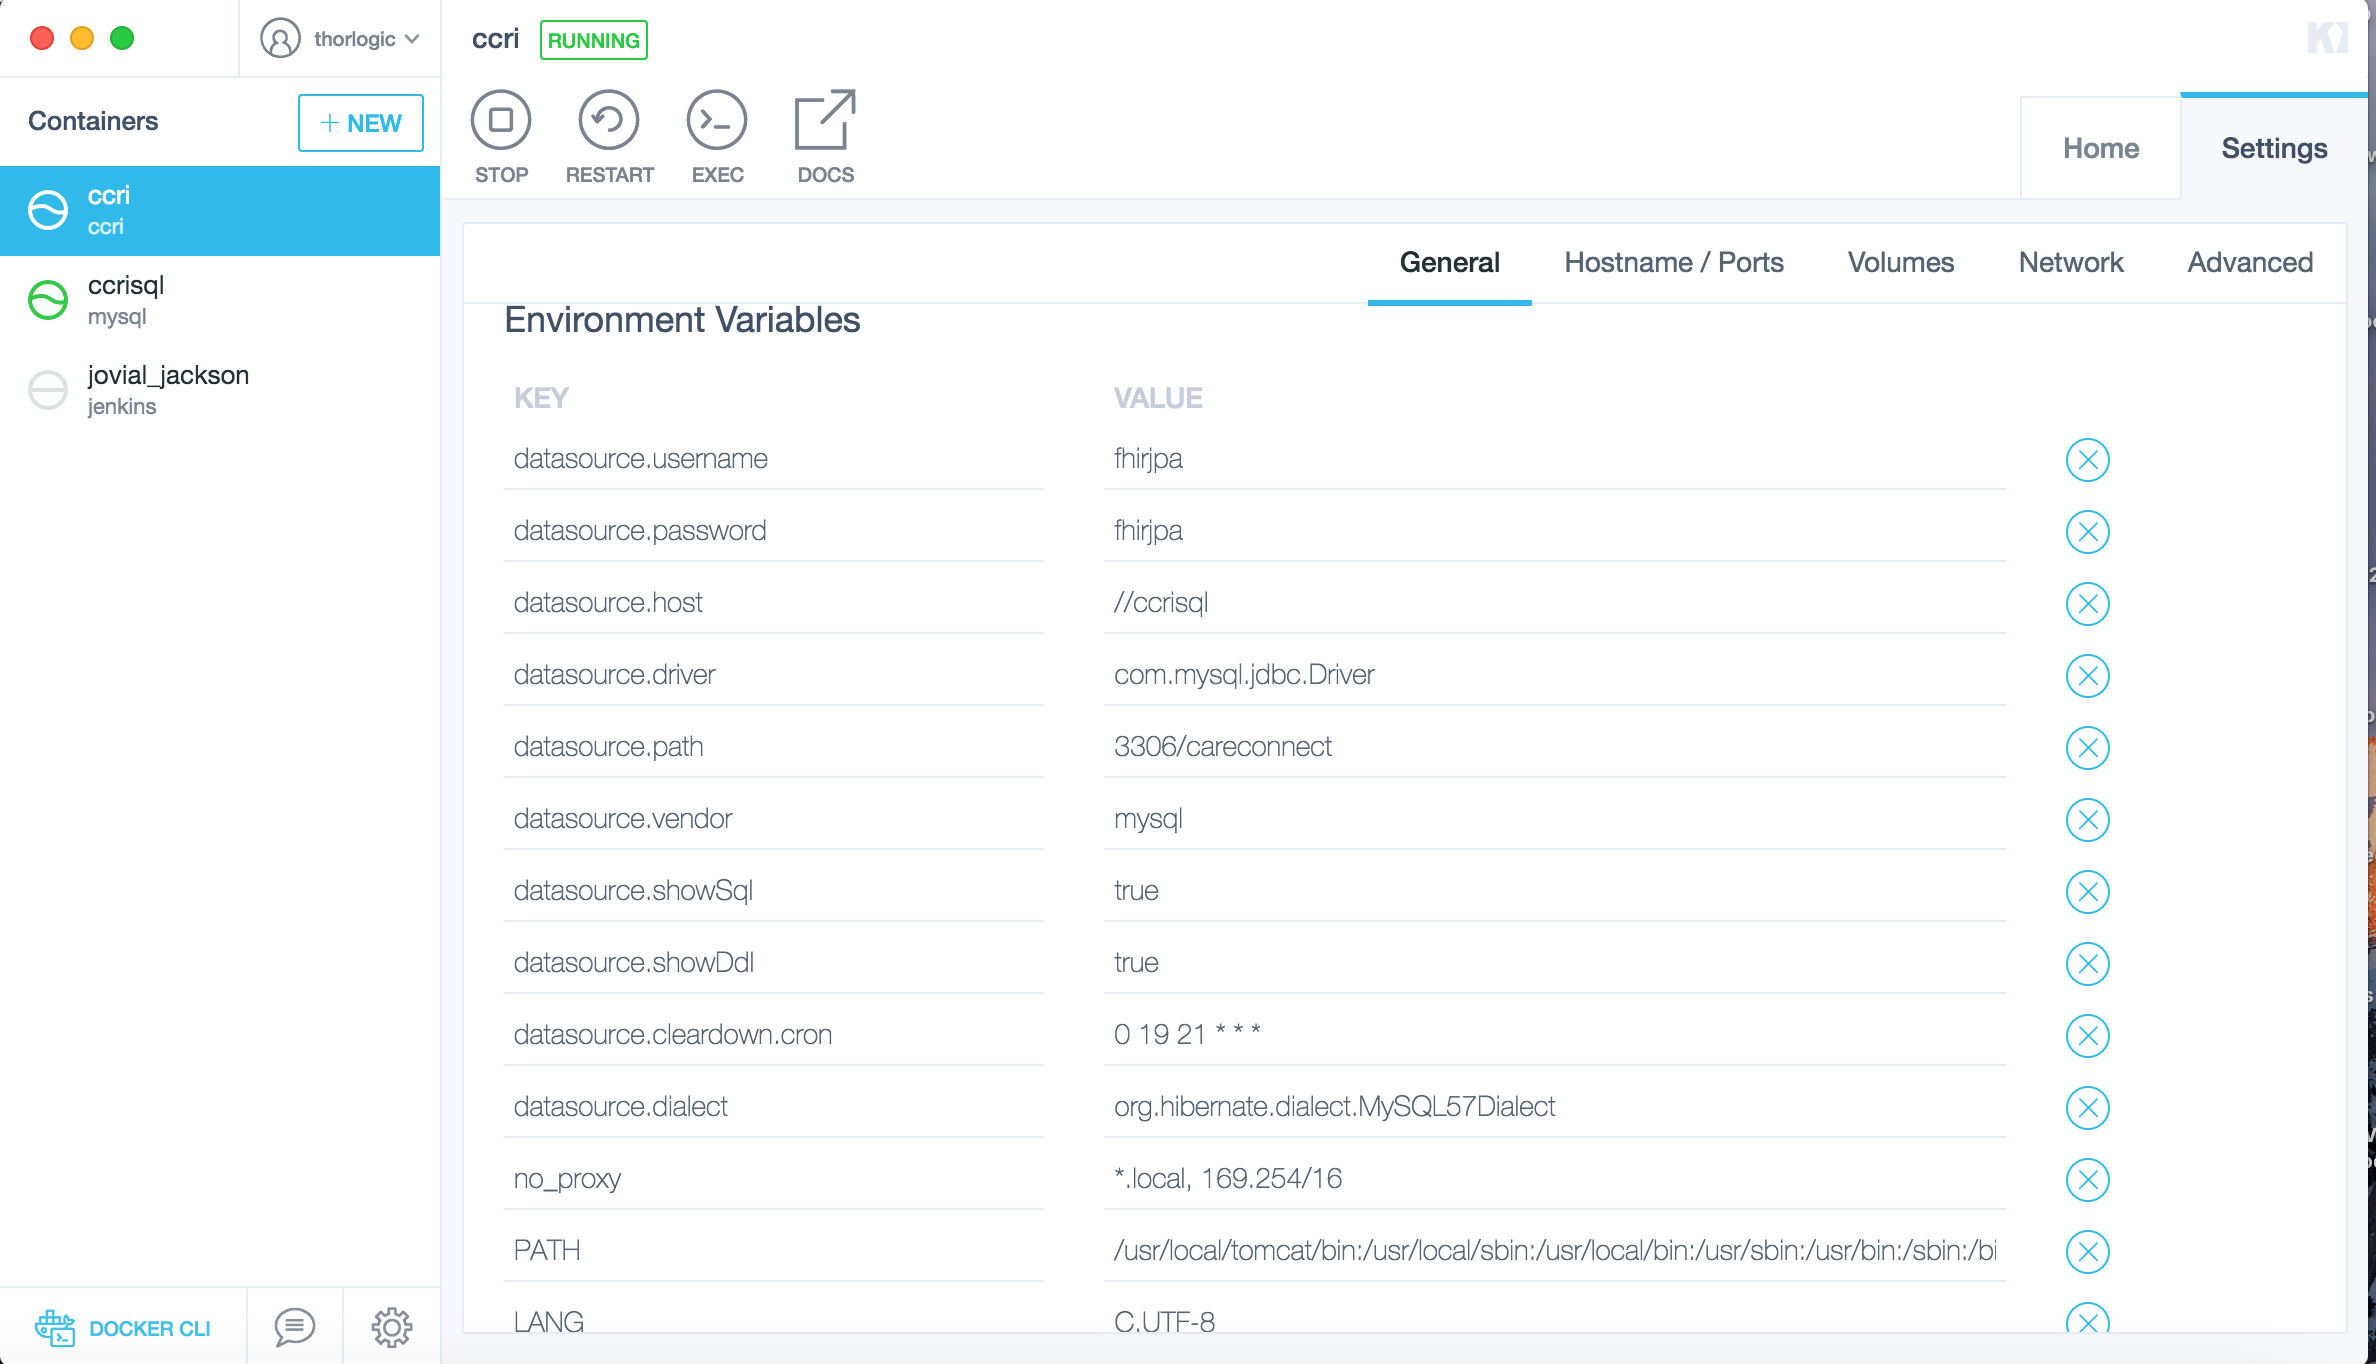 thorlogic
ccri RUNNING
Containers
+ NEW
STOP RESTART EXEC DOCS
Home Settings
ccri
ccri
ccrisql
mysql
jovial_jackson
jenkins
General Hostname / Ports Volumes Network Advanced
Environment Variables
KEY VALUE
datasource.username fhirjpa
datasource.password fhirjpa
datasource.host //ccrisql
datasource.driver com.mysql.jdbc.Driver
datasource.path 3306/careconnect
datasource.vendor mysql
datasource.showSql true
datasource.showDdl true
datasource.cleardown.cron 0 19 21 * * *
datasource.dialect org.hibernate.dialect.MySQL57Dialect
no_proxy *.local, 169.254/16
PATH /usr/local/tomcat/bin:/usr/local/sbin:/usr/local/bin:/usr/sbin:/usr/bin:/sbin:/bi
LANG C.UTF-8
DOCKER CLI